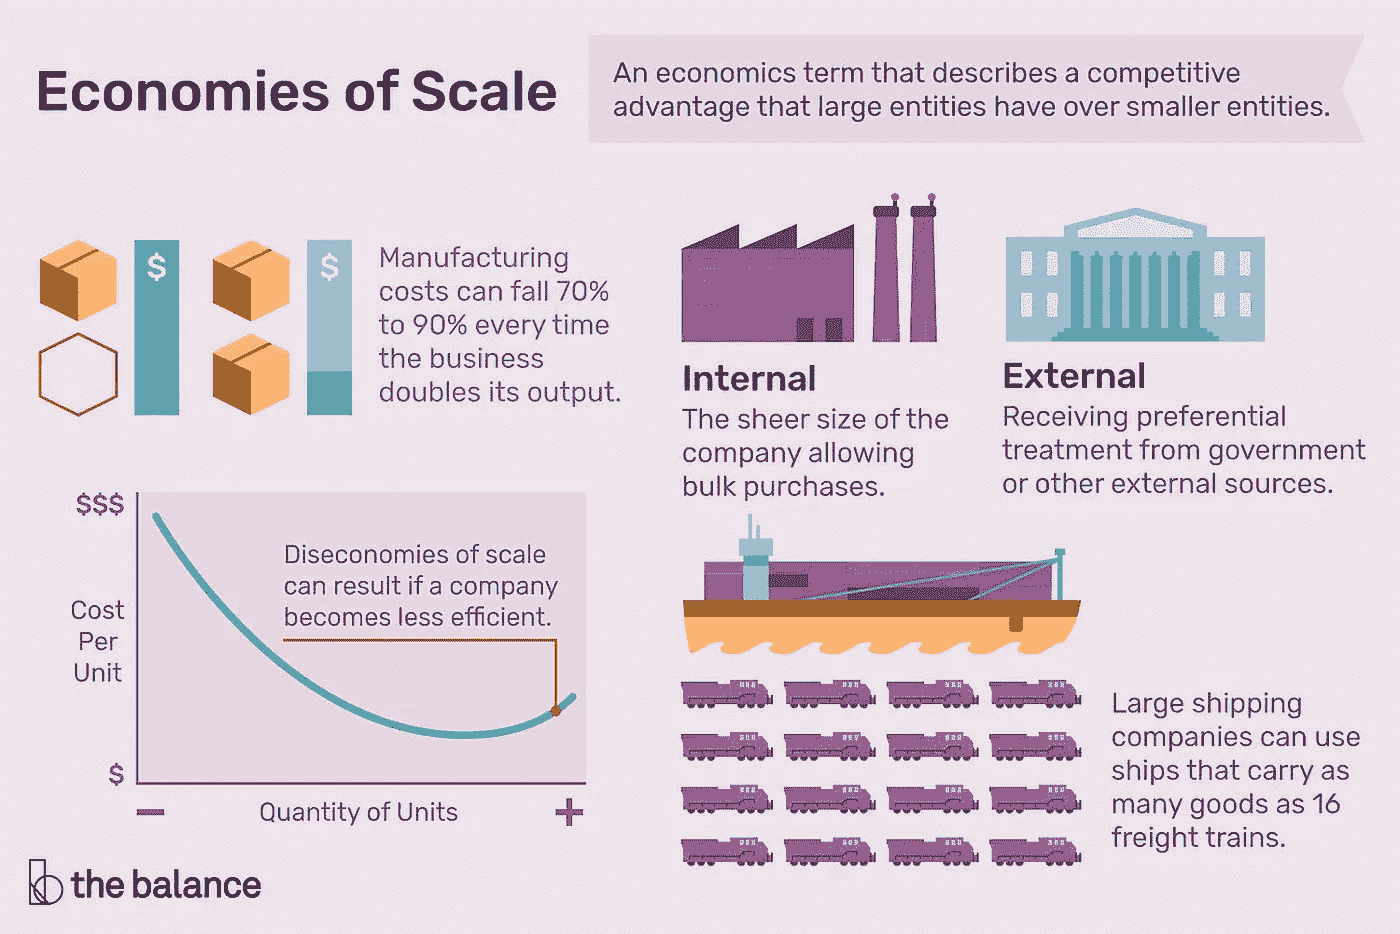 Economies of Scale
An economics term that describes a competitive
advantage that large entities have over smaller entities.
$
$
Manufacturing
costs can fall 70%
to 90% every time
the business
doubles its output.
Internal
The sheer size of the
company allowing
bulk purchases.
External
Receiving preferential
treatment from government
or other external sources.
$$$
Cost
Per
Unit
$
Diseconomies of scale
can result if a company
becomes less efficient.
− Quantity of Units +
Large shipping
companies can use
ships that carry as
many goods as 16
freight trains.
the balance